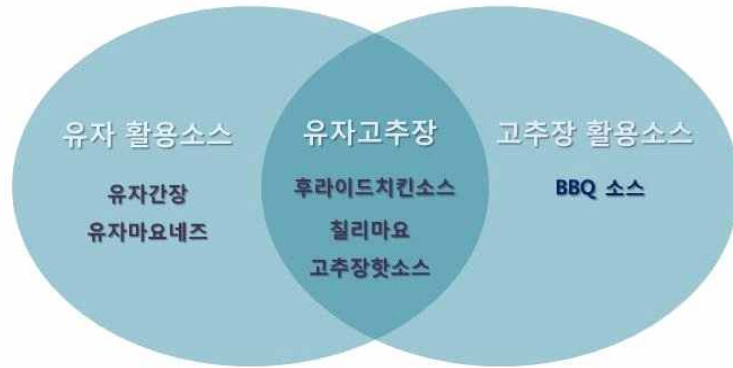 유자 활용소스
유자간장
유자마요네즈
유자고추장
후라이드치킨소스
칠리마요
고추장핫소스
고추장 활용소스
BBQ 소스